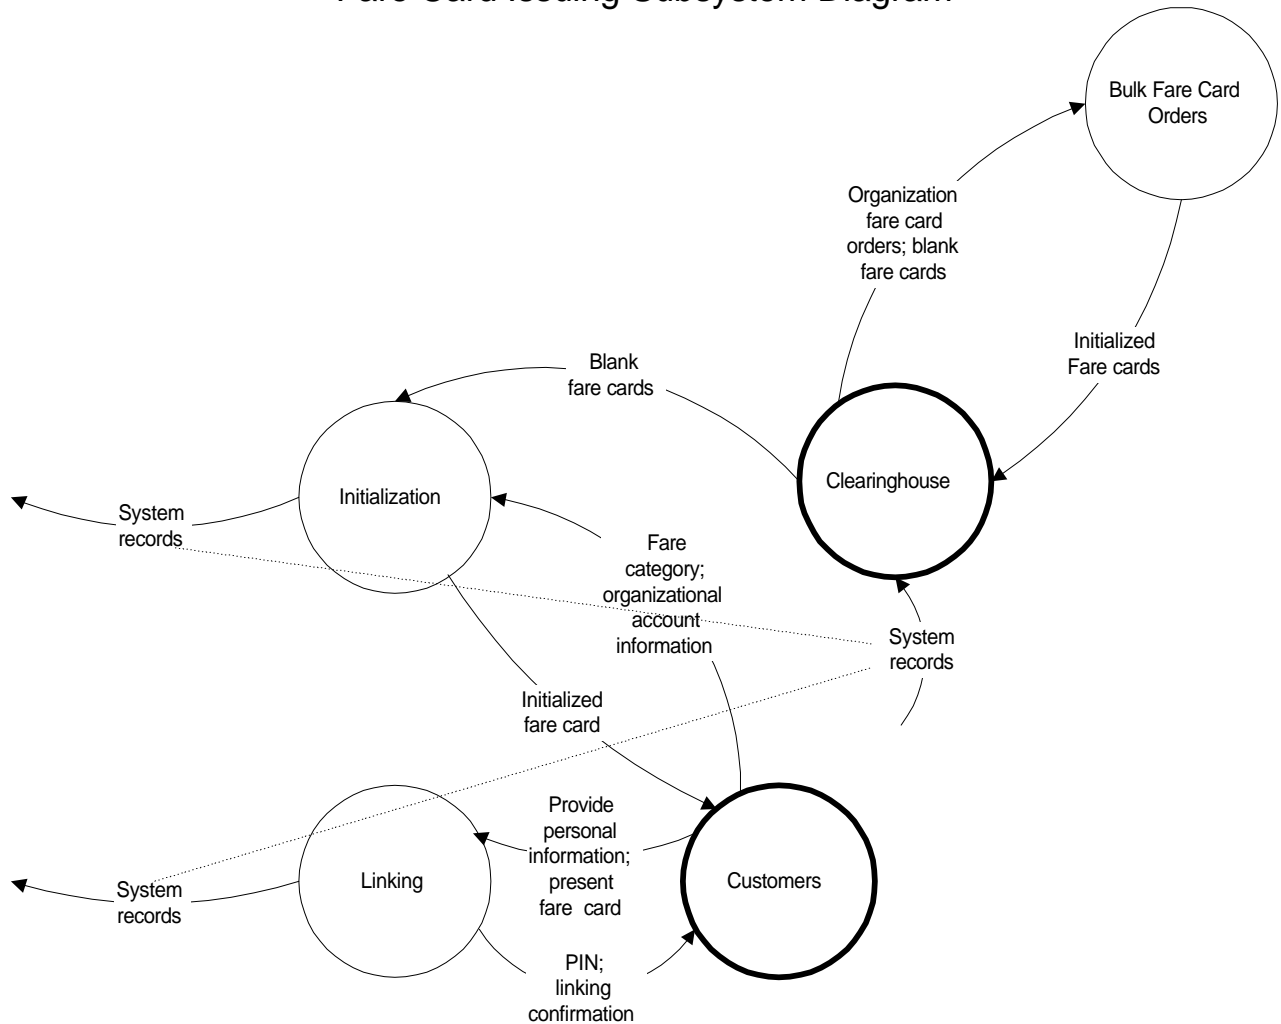 Fare Card Issuing Subsystem Diagram
Bulk Fare Card
Orders
Organization
fare card
orders; blank
fare cards
Initialized
Fare cards
Blank
fare cards
Clearinghouse
Initialization
System
records
Fare
category;
organizational
account
information
System
records
Initialized
fare card
Provide
personal
information;
present
fare card
Linking
Customers
System
records
PIN;
linking
confirmation